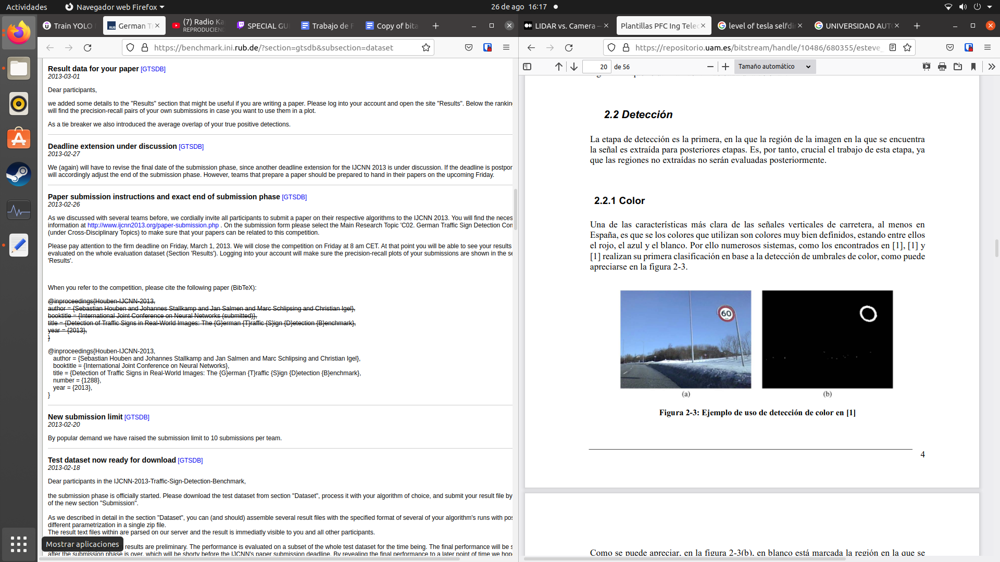 Actividades
Navegador web Firefox
26 de ago 16:17
Train YOLO
German T
(7) Radio Ka
REPRODUCIEND
SPECIAL GU
Trabajo de F
Copy of bita
https://benchmark.ini.rub.de/?section=gtsdb&subsection=dataset
Result data for your paper [GTSDB]
2013-03-01
Dear participants,
we added some details to the "Results" section that might be useful if you are writing a paper. Please log into your account and open the site "Results". Below the rankin
will find the precision-recall pairs of your own submissions in case you want to use them in a plot.
As a tie breaker we also introduced the average overlap of your true positive detections.
Deadline extension under discussion [GTSDB]
2013-02-27
We (again) will have to revise the final date of the submission phase, since another deadline extension for the IJCNN 2013 is under discussion. If the deadline is postpon
will accordingly adjust the end of the submission phase. However, teams that prepare a paper should be prepared to hand in their papers on the upcoming Friday.
Paper submission instructions and exact end of submission phase [GTSDB]
2013-02-26
As we discussed with several teams before, we cordially invite all participants to submit a paper on their respective algorithms to the IJCNN 2013. You will find the neces
information at http://www.ijcnn2013.org/paper-submission.php . On the submission form please select the Main Research Topic 'C02. German Traffic Sign Detection Com
(under Cross-Disciplinary Topics) to make sure that your papers can be related to this competition.
Please pay attention to the firm deadline on Friday, March 1, 2013. We will close the competition on Friday at 8 am CET. At that point you will be able to see your results
evaluated on the whole evaluation dataset (Section 'Results'). Logging into your account will make sure the precision-recall plots of your submissions are shown in the se
'Results'.
When you refer to the competition, please cite the following paper (BibTeX):
@inproceedings{Houben-IJCNN-2013,
author = {Sebastian Houben and Johannes Stallkamp and Jan Salmen and Marc Schlipsing and Christian Igel},
booktitle = {International Joint Conference on Neural Networks (submitted)},
title = {Detection of Traffic Signs in Real-World Images: The {G}erman {T}raffic {S}ign {D}etection {B}enchmark},
year = {2013},
}
@inproceedings{Houben-IJCNN-2013,
author = {Sebastian Houben and Johannes Stallkamp and Jan Salmen and Marc Schlipsing and Christian Igel},
booktitle = {International Joint Conference on Neural Networks},
title = {Detection of Traffic Signs in Real-World Images: The {G}erman {T}raffic {S}ign {D}etection {B}enchmark},
number = {1288},
year = {2013},
}
New submission limit [GTSDB]
2013-02-20
By popular demand we have raised the submission limit to 10 submissions per team.
Test dataset now ready for download [GTSDB]
2013-02-18
Dear participants in the IJCNN-2013-Traffic-Sign-Detection-Benchmark,
the submission phase is officially started. Please download the test dataset from section "Dataset", process it with your algorithm of choice, and submit your result file by
of the new section "Submission".
As we described in detail in the section "Dataset", you can (and should) assemble several result files with the specified format of several of your algorithm's runs with pos
different parametrization in a single zip file.
The result text files within are parsed on our server and the result is immediatly visible to you and all other participants.
results are preliminary. The performance is evaluated on a subset of the whole test dataset for the time being. The final performance will be s
after the submission phase is over, which will be shorty before the IJCNN's paper submission deadline. By revealing the final performance to a later point of time we hop
Mostrar aplicaciones
LIDAR vs. Camera —
Plantillas PFC Ing Telec
level of tesla selfdi
UNIVERSIDAD AUT
https://repositorio.uam.es/bitstream/handle/10486/680355/esteve_
20 de 56
Tamaño automático
2.2 Detección
La etapa de detección es la primera, en la que la región de la imagen en la que se encuentra
la señal es extraída para posteriores etapas. Es, por tanto, crucial el trabajo de esta etapa, ya
que las regiones no extraídas no serán evaluadas posteriormente.
2.2.1 Color
Una de las características más clara de las señales verticales de carretera, al menos en
España, es que se los colores que utilizan son colores muy bien definidos, estando entre ellos
el rojo, el azul y el blanco. Por ello numerosos sistemas, como los encontrados en [1], [1] y
[1] realizan su primera clasificación en base a la detección de umbrales de color, como puede
apreciarse en la figura 2-3.
60
(a)
(b)
Figura 2-3: Ejemplo de uso de detección de color en [1]
4
Como se puede apreciar, en la figura 2-3(b), en blanco está marcada la región en la que se